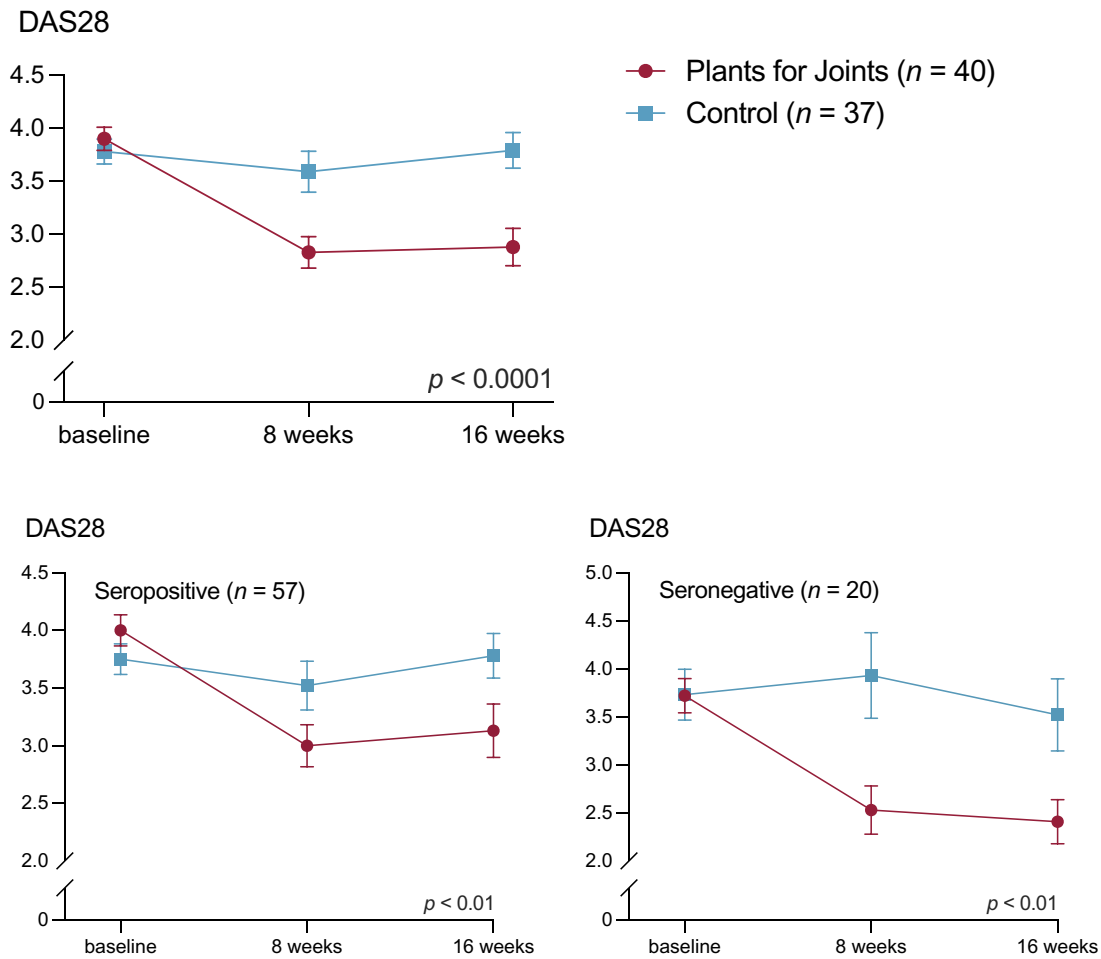 DAS28
Plants for Joints (n = 40)
Control (n = 37)
4.5
4.0
3.5
3.0
2.5
2.0
0
p < 0.0001
baseline 8 weeks 16 weeks
DAS28
Seropositive (n = 57)
4.5
4.0
3.5
3.0
2.5
2.0
0
p < 0.01
baseline 8 weeks 16 weeks
DAS28
Seronegative (n = 20)
5.0
4.5
4.0
3.5
3.0
2.5
2.0
0
p < 0.01
baseline 8 weeks 16 weeks